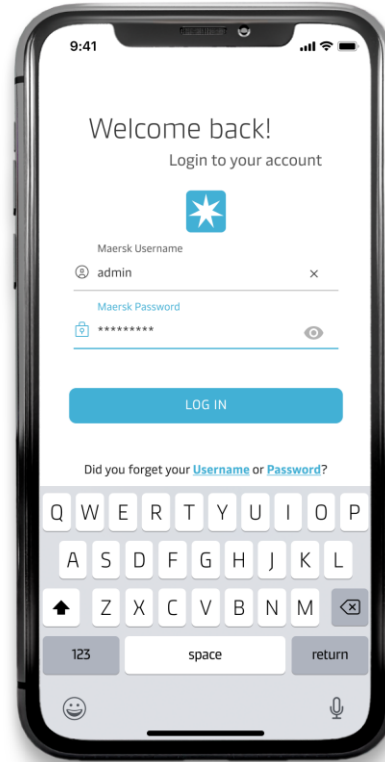 9:41
Welcome back!
Login to your account
Maersk Username
admin
Maersk Password
*********
LOG IN
Did you forget your Username or Password?
Q W E R T Y U I O P
A S D F G H J K L
Z X C V B N M
123 space return